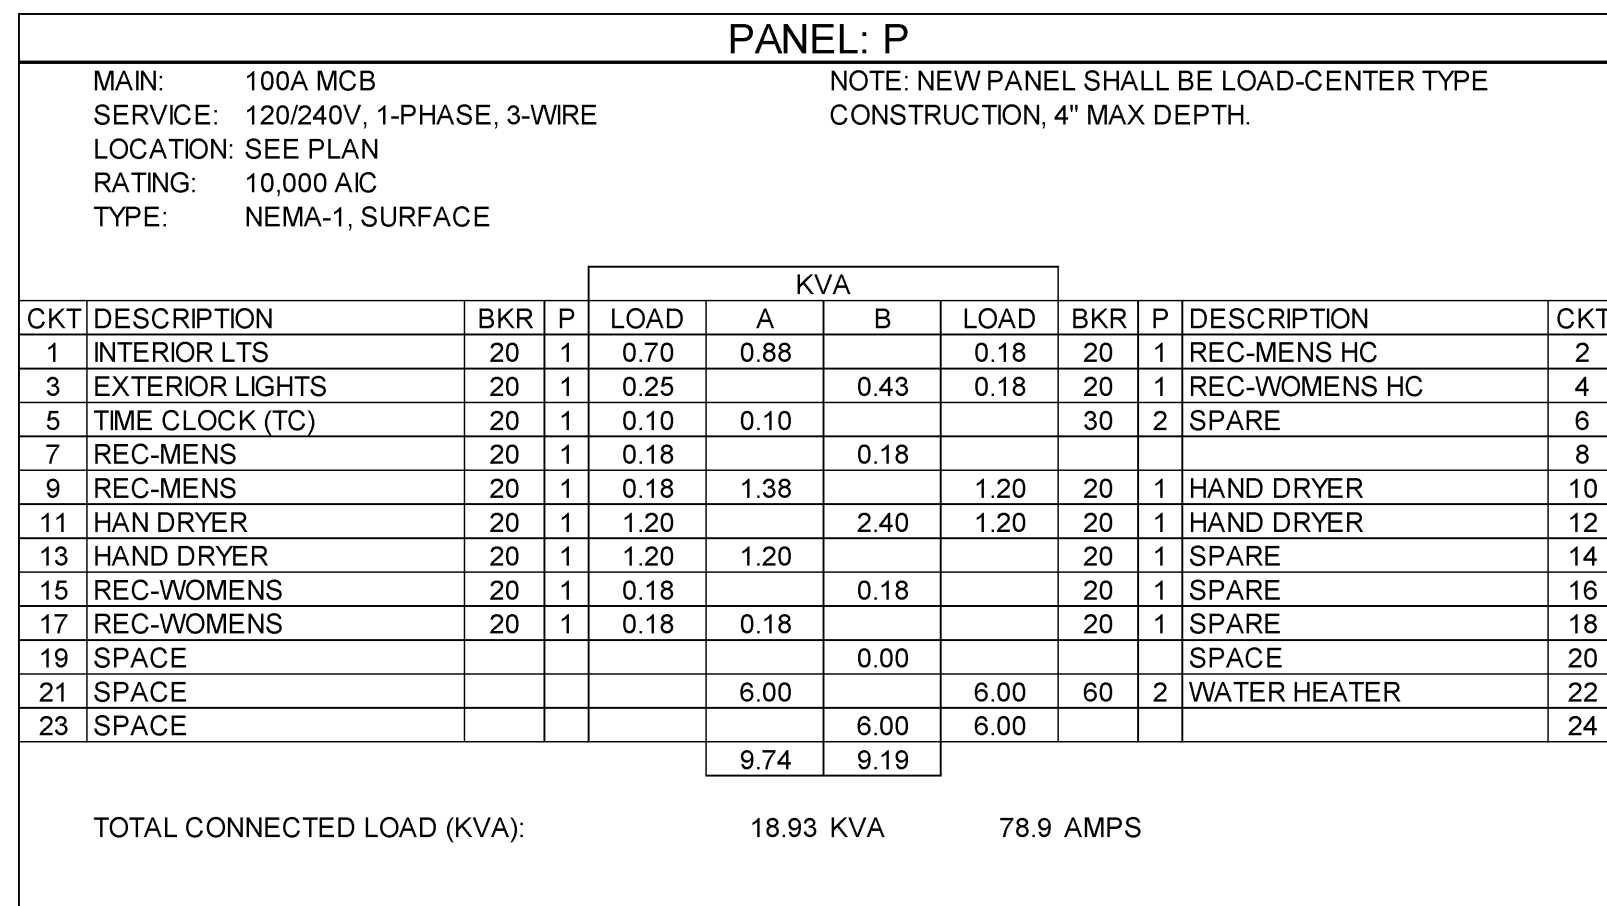 PANEL: P
MAIN: 100A MCB NOTE: NEW PANEL SHALL BE LOAD-CENTER TYPE
SERVICE: 120/240V, 1-PHASE, 3-WIRE CONSTRUCTION, 4" MAX DEPTH.
LOCATION: SEE PLAN
RATING: 10,000 AIC
TYPE: NEMA-1, SURFACE
KVA
CKT DESCRIPTION BKR P LOAD A B LOAD BKR P DESCRIPTION CKT
1 INTERIOR LTS 20 1 0.70 0.88 0.18 20 1 REC-MENS HC 2
3 EXTERIOR LIGHTS 20 1 0.25 0.43 0.18 20 1 REC-WOMENS HC 4
5 TIME CLOCK (TC) 20 1 0.10 0.10 30 2 SPARE 6
7 REC-MENS 20 1 0.18 0.18 8
9 REC-MENS 20 1 0.18 1.38 1.20 20 1 HAND DRYER 10
11 HAN DRYER 20 1 1.20 2.40 1.20 20 1 HAND DRYER 12
13 HAND DRYER 20 1 1.20 1.20 20 1 SPARE 14
15 REC-WOMENS 20 1 0.18 0.18 20 1 SPARE 16
17 REC-WOMENS 20 1 0.18 0.18 20 1 SPARE 18
19 SPACE 0.00 SPACE 20
21 SPACE 6.00 6.00 60 2 WATER HEATER 22
23 SPACE 6.00 6.00 24
9.74 9.19
TOTAL CONNECTED LOAD (KVA): 18.93 KVA 78.9 AMPS